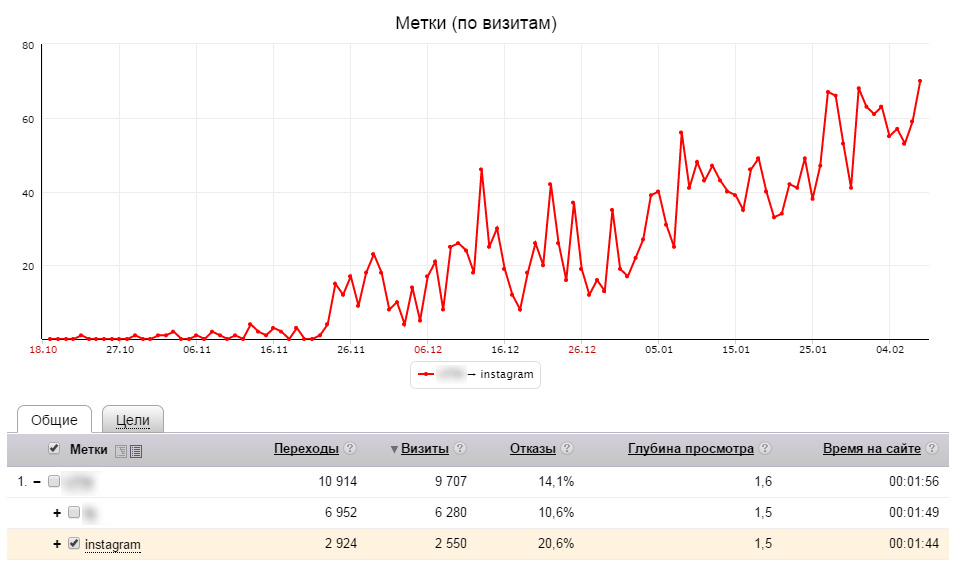 Метки (по визитам)
80
60
40
20
18.10 27.10 06.11 16.11 26.11 06.12 16.12 26.12 05.01 15.01 25.01 04.02
→ instagram
Общие Цели
Метки Переходы ? ▼Визиты ? Отказы ? Глубина просмотра ? Время на сайте ?
1. – 10 914 9 707 14,1% 1,6 00:01:56
+ 6 952 6 280 10,6% 1,5 00:01:49
+ instagram 2 924 2 550 20,6% 1,5 00:01:44